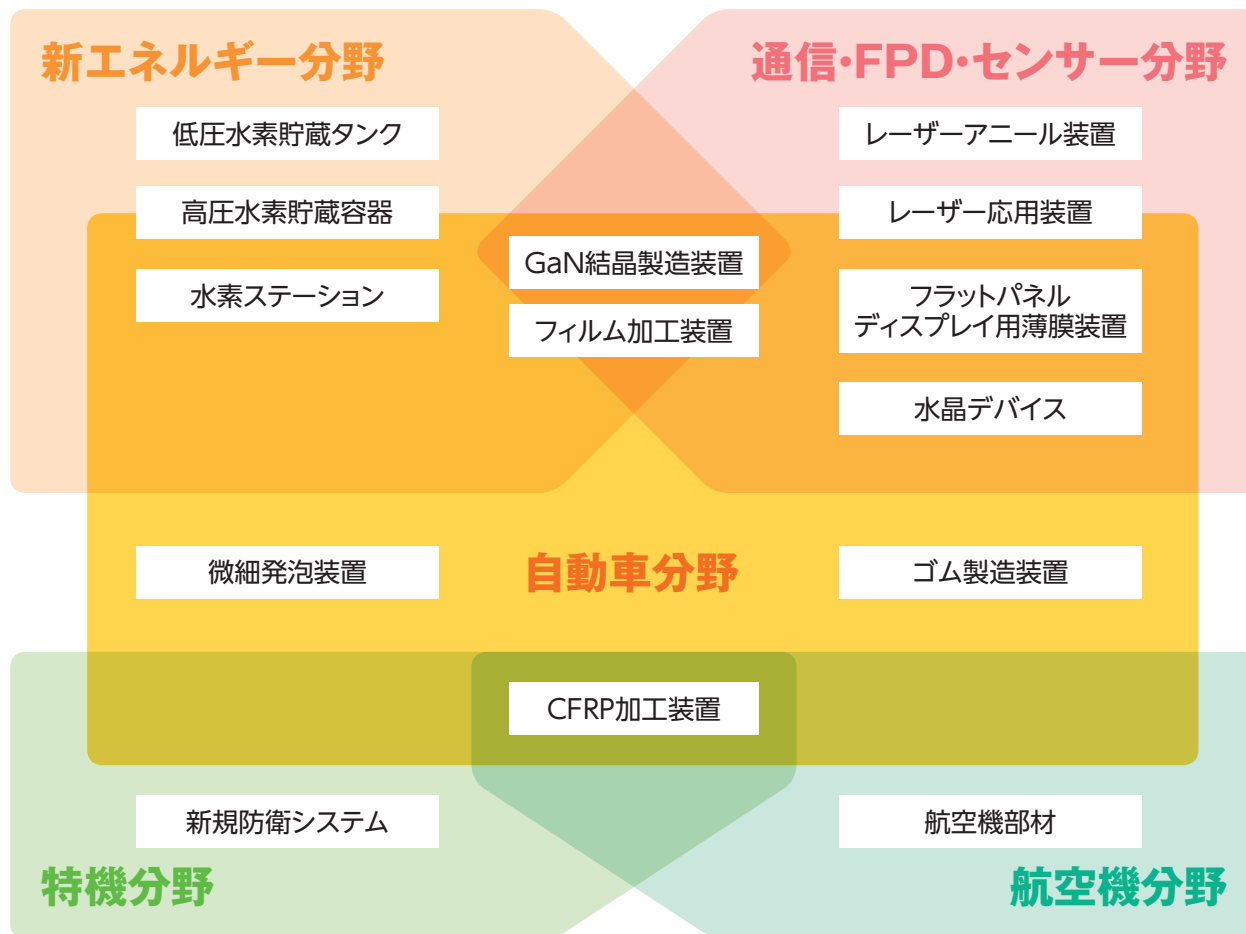 新エネルギー分野
通信・FPD・センサー分野
低圧水素貯蔵タンク
レーザーアニール装置
高圧水素貯蔵容器
レーザー応用装置
GaN結晶製造装置
水素ステーション
フラットパネル
ディスプレイ用薄膜装置
フィルム加工装置
水晶デバイス
微細発泡装置
自動車分野
ゴム製造装置
CFRP加工装置
新規防衛システム
航空機部材
特機分野
航空機分野